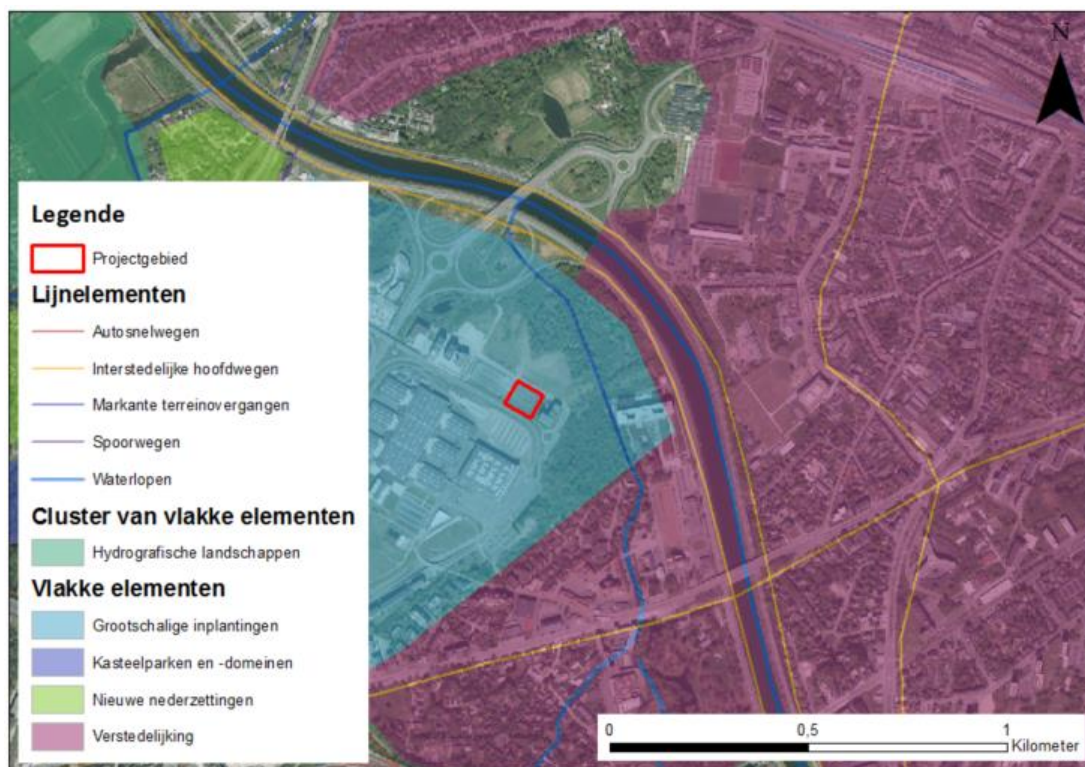 N
Legende
Projectgebied
Lijnelementen
Autosnelwegen
Interstedelijke hoofdwegen
Markante terreinovergangen
Spoorwegen
Waterlopen
Cluster van vlakke elementen
Hydrografische landschappen
Vlakke elementen
Grootschalige inplantingen
Kasteelparken en -domeinen
Nieuwe nederzettingen
Verstedelijking
0 0,5 1
Kilometer